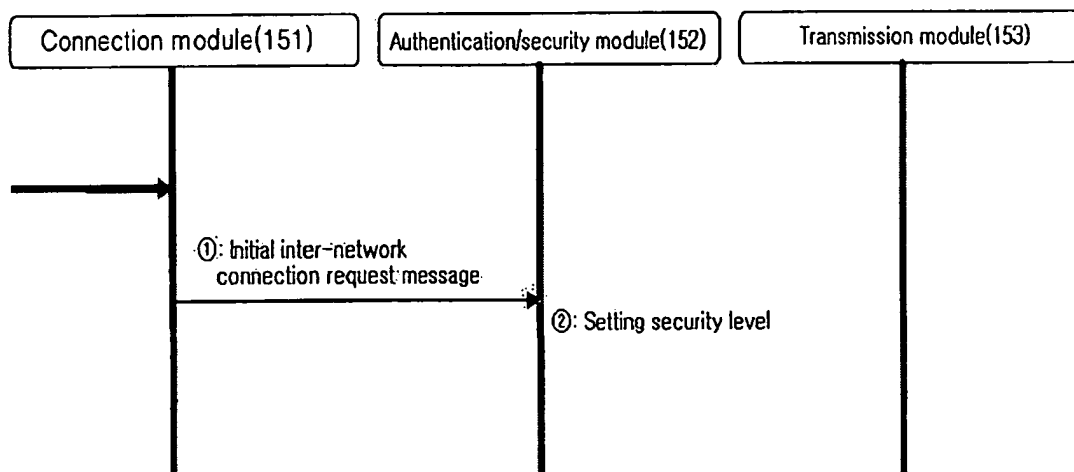 Connection module(151)
Authentication/security module(152)
Transmission module(153)
①: Initial inter-network
connection request message
②: Setting security level